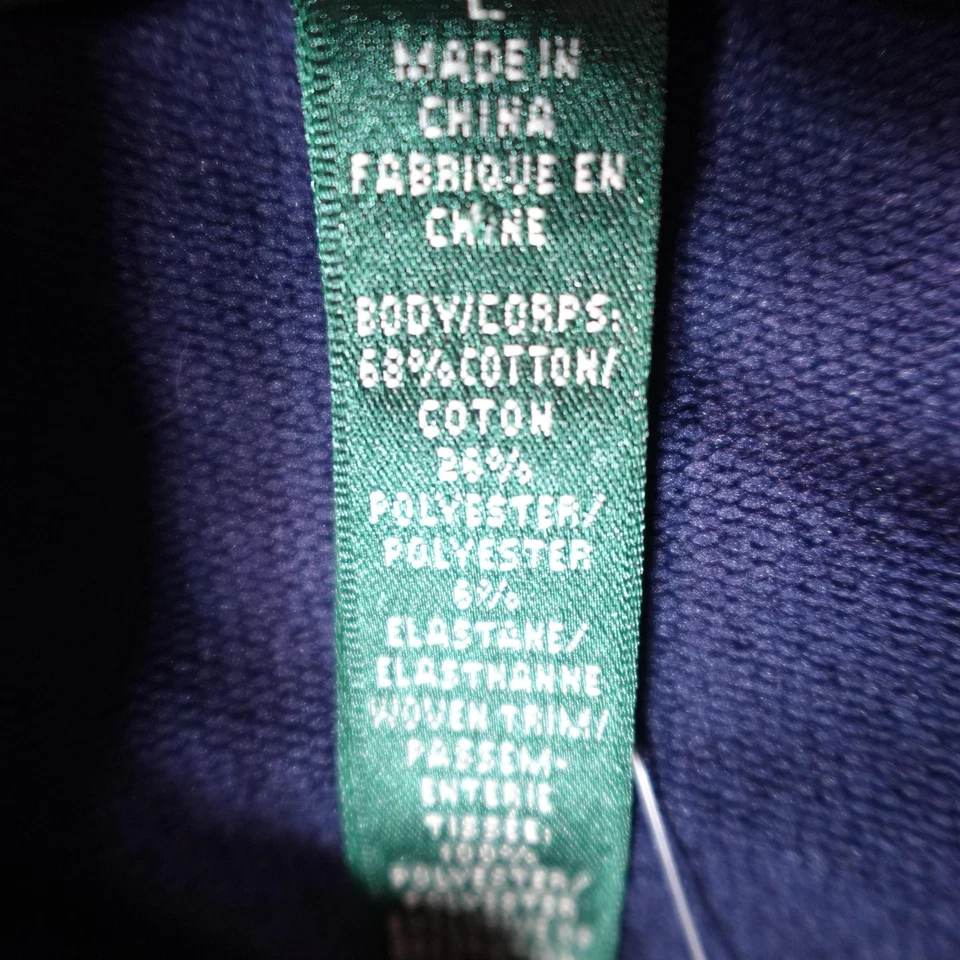 L
MADE IN
CHINA
FABRIQUE EN
CHINE
BODY/CORPS:
68% COTTON/
COTON
26%
POLYESTER/
POLYESTER
6%
ELASTANE/
ELASTHANNE
WOVEN TRIM/
PASSEM-
ENTERIE
TISSÉE:
100%
POLYESTER/
POLYESTER